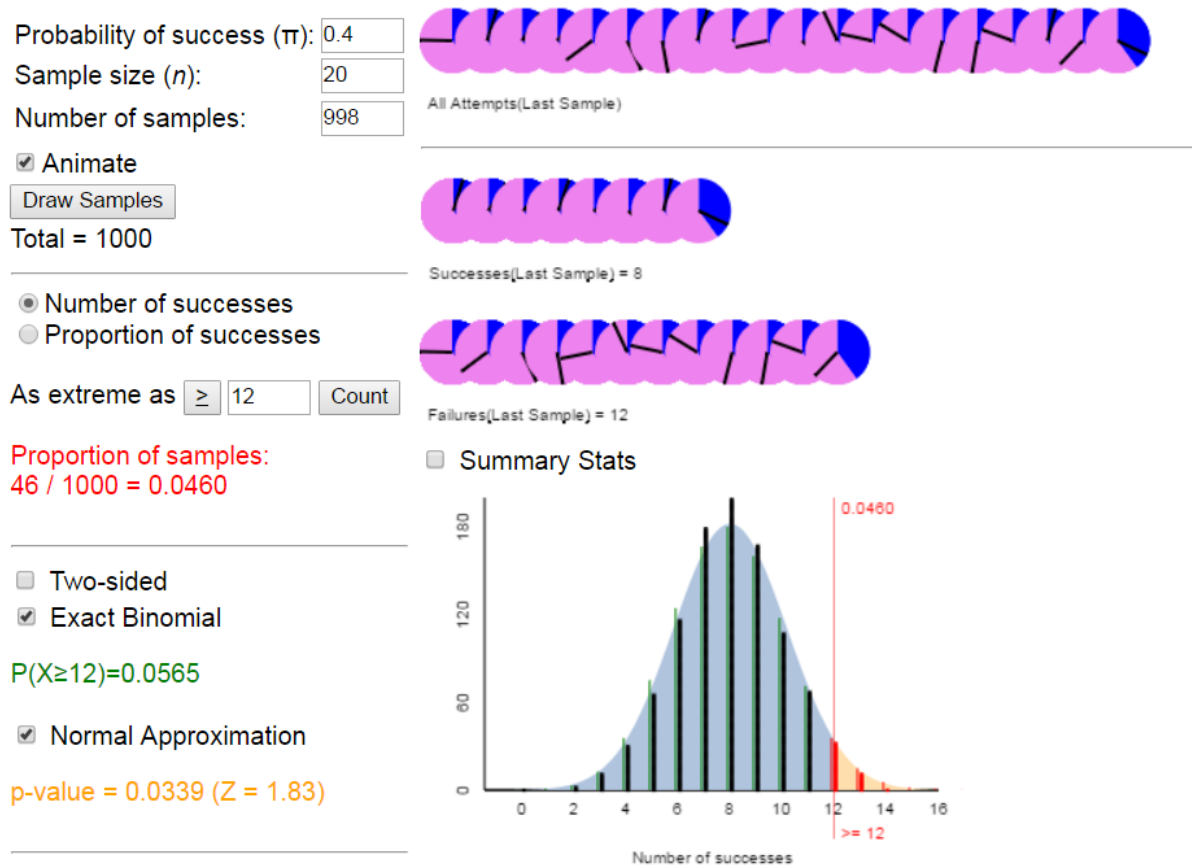 Probability of success (π): 0.4
Sample size (n): 20
Number of samples: 998
Animate
Draw Samples
Total = 1000
Number of successes
Proportion of successes
As extreme as ≥ 12 Count
Proportion of samples:
46 / 1000 = 0.0460
Two-sided
Exact Binomial
P(X≥12)=0.0565
Normal Approximation
p-value = 0.0339 (Z = 1.83)
All Attempts(Last Sample)
Successes(Last Sample) = 8
Failures(Last Sample) = 12
Summary Stats
0.0460
180
120
60
0
0 2 4 6 8 10 12 14 16
>= 12
Number of successes